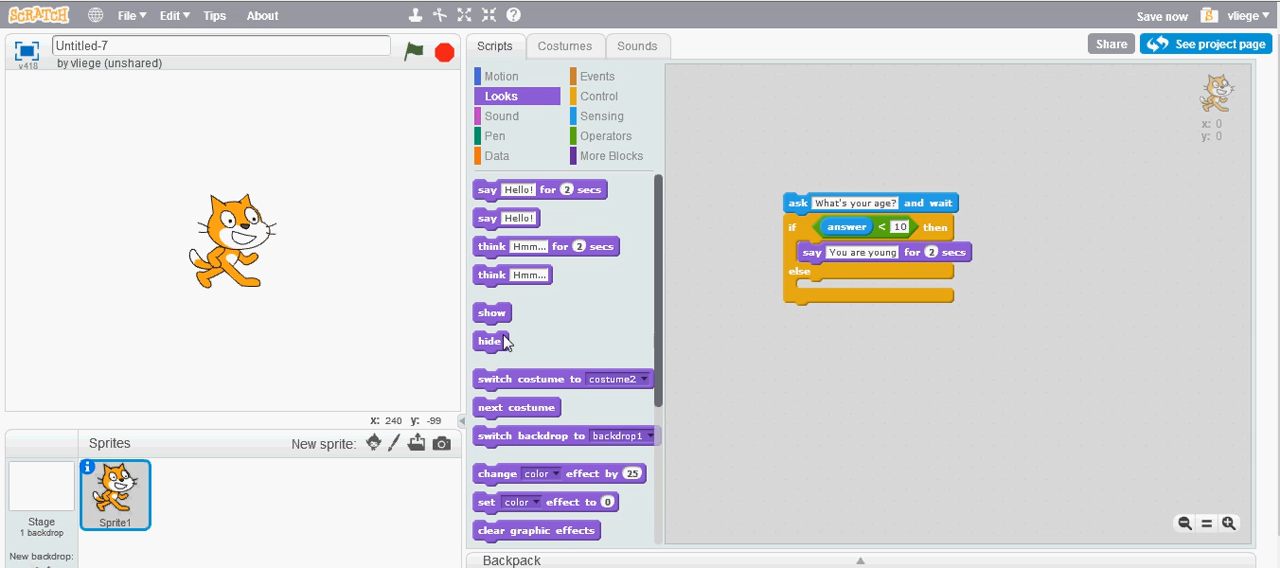 SCRATCH File Edit Tips About Save now vliege
Untitled-7
by vliege (unshared)
v418
Scripts Costumes Sounds
Share See project page
Motion Events
Looks Control
Sound Sensing
Pen Operators
Data More Blocks
say Hello! for 2 secs
say Hello!
think Hmm... for 2 secs
think Hmm...
show
hide
switch costume to costume2
next costume
switch backdrop to backdrop1
change color effect by 25
set color effect to 0
clear graphic effects
ask What's your age? and wait
if answer < 10 then
say You are young for 2 secs
else
x: 0
y: 0
x: 240 y: -99
Sprites New sprite:
Stage
1 backdrop
New backdrop:
Sprite1
Backpack